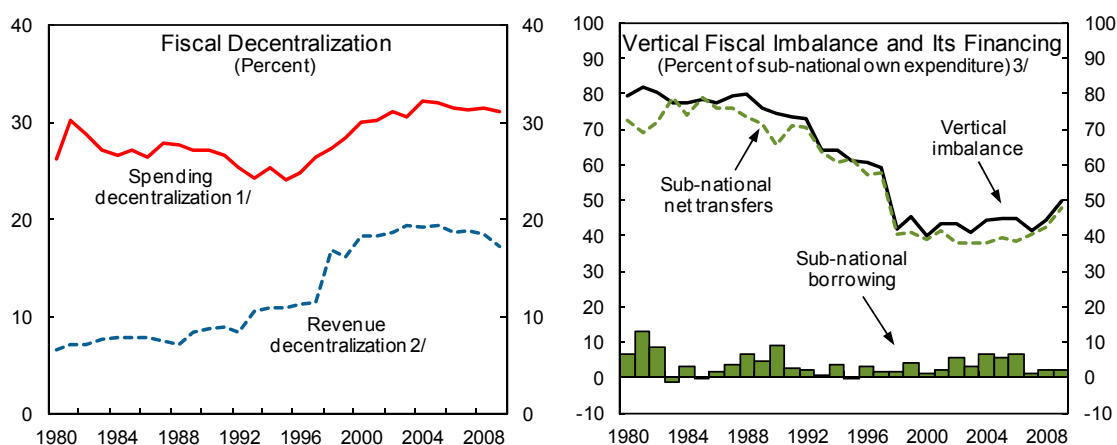 Fiscal Decentralization
(Percent)
40
30
20
10
0
40
30
20
10
0
Spending
decentralization 1/
Revenue
decentralization 2/
1980 1984 1988 1992 1996 2000 2004 2008
Vertical Fiscal Imbalance and Its Financing
(Percent of sub-national own expenditure) 3/
100
90
80
70
60
50
40
30
20
10
0
-10
100
90
80
70
60
50
40
30
20
10
0
-10
Vertical
imbalance
Sub-national
net transfers
Sub-national
borrowing
1980 1984 1988 1992 1996 2000 2004 2008